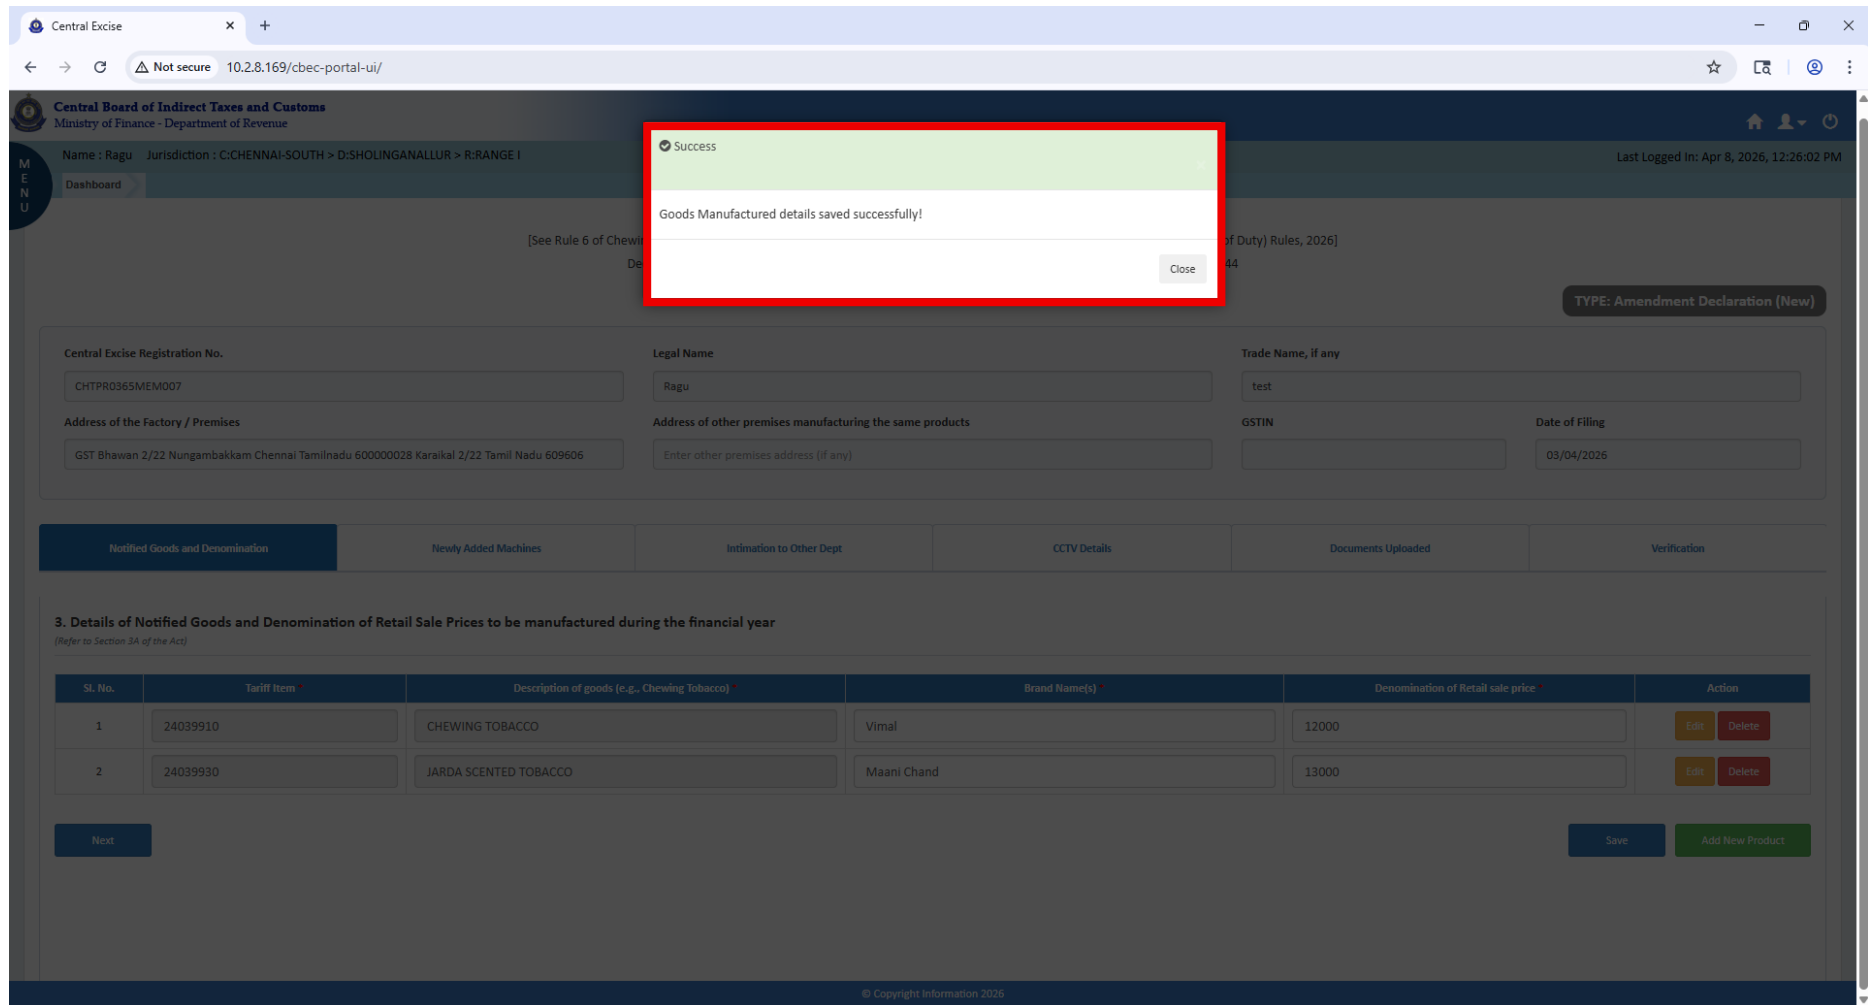 Central Excise
Not secure 10.2.8.169/cbec-portal-ui/
Central Board of Indirect Taxes and Customs
Ministry of Finance - Department of Revenue
Name : Ragu Jurisdiction : C:CHENNAI-SOUTH > D:SHOLINGANALLUR > R:RANGE I
Last Logged In: Apr 8, 2026, 12:26:02 PM
MENU
Dashboard
Success
Goods Manufactured details saved successfully!
Close
[See Rule 6 of Chewin
of Duty) Rules, 2026]
De
44
TYPE: Amendment Declaration (New)
Central Excise Registration No. Legal Name Trade Name, if any
CHTPR0365MEM007 Ragu test
Address of the Factory / Premises Address of other premises manufacturing the same products GSTIN Date of Filing
GST Bhawan 2/22 Nungambakkam Chennai Tamilnadu 600000028 Karaikal 2/22 Tamil Nadu 609606 Enter other premises address (if any) 03/04/2026
Notified Goods and Denomination Newly Added Machines Intimation to Other Dept CCTV Details Documents Uploaded Verification
3. Details of Notified Goods and Denomination of Retail Sale Prices to be manufactured during the financial year
(Refer to Section 3A of the Act)
Sl. No. Tariff Item * Description of goods (e.g., Chewing Tobacco) * Brand Name(s) * Denomination of Retail sale price * Action
1 24039910 CHEWING TOBACCO Vimal 12000 Edit Delete
2 24039930 JARDA SCENTED TOBACCO Maani Chand 13000 Edit Delete
Next Save Add New Product
© Copyright Information 2026